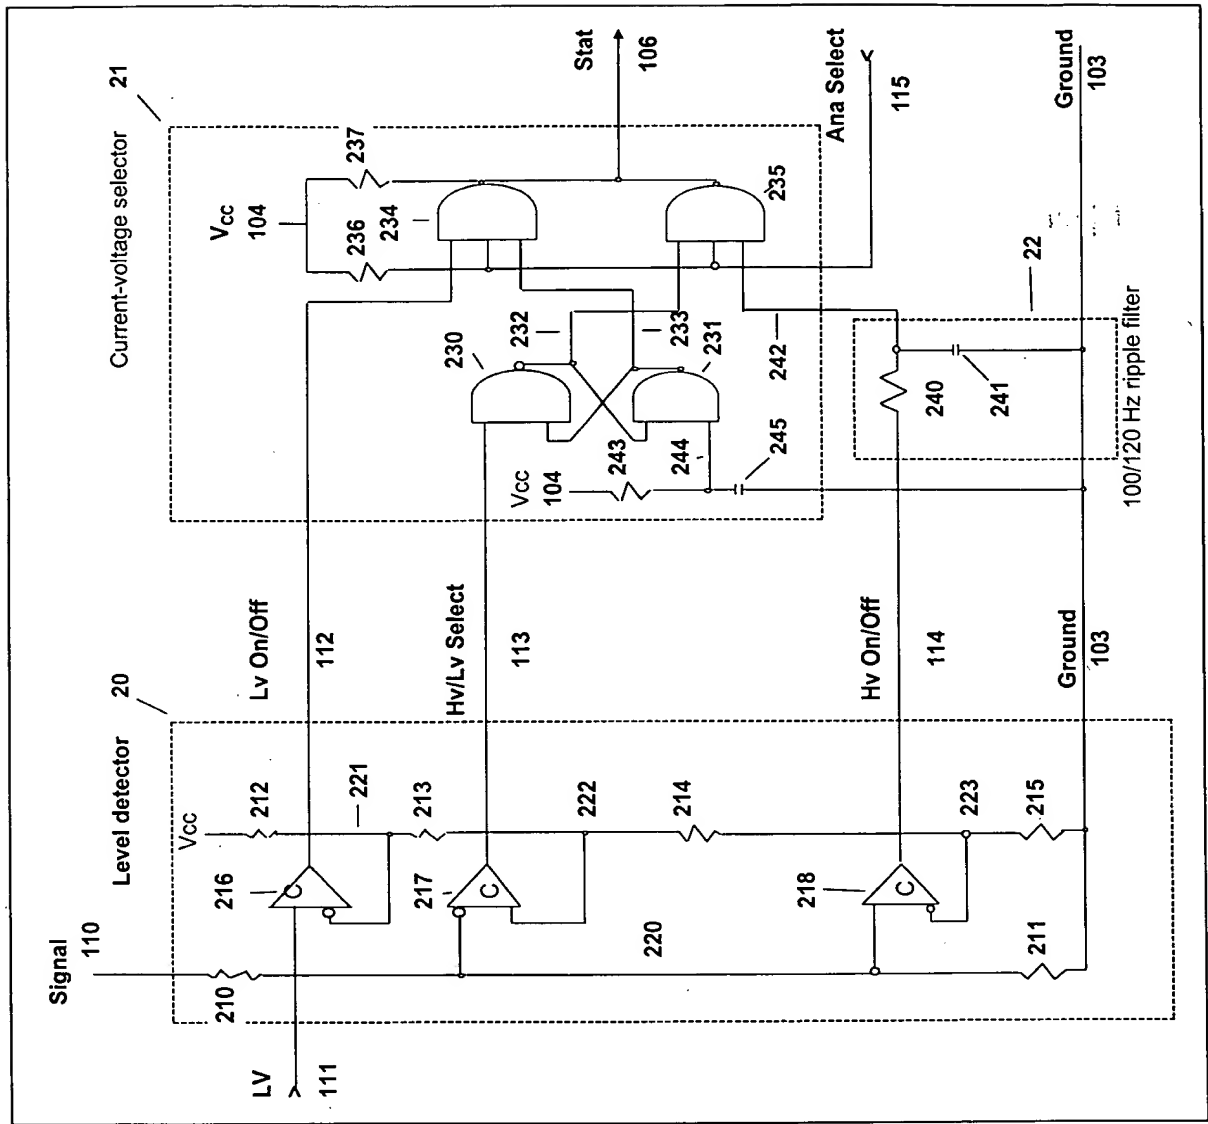 Signal
110
LV
111
Level detector
20
Vcc
210
216
212
221
217
213
222
220
218
214
223
211
215
C
C
C
Lv On/Off
112
Hv/Lv Select
113
Hv On/Off
114
Ground
103
Current-voltage selector
21
Vcc
104
236
237
234
230
232
233
231
235
Vcc
104
243
244
245
242
240
241
22
100/120 Hz ripple filter
Stat
106
Ana Select
115
Ground
103